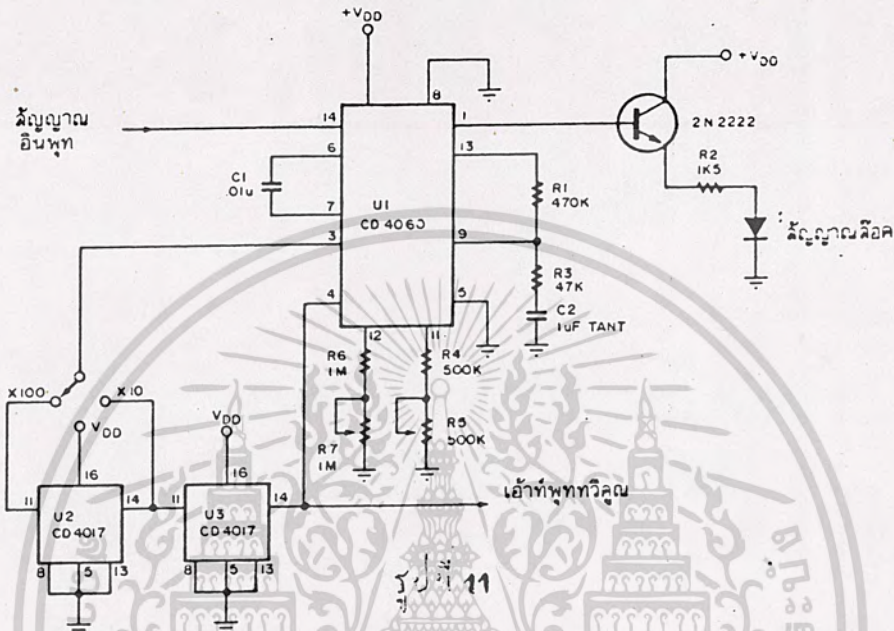 +VDD
+VDD
สัญญาณ
อินพุท
14
8
1
2N2222
6
13
R2
1K5
C1
.01u
U1
CD 4060
R1
470K
7
สัญญาณล๊อค
3
9
R3
47K
4
5
C2
1uF TANT
12
11
R6
1M
R4
500K
X100
X10
VDD
VDD
R7
1M
R5
500K
16
16
เอ้าท์พุททวีคูณ
11
14
11
14
U2
CD 4017
U3
CD 4017
8
5
13
8
5
13
รูปที่ 11